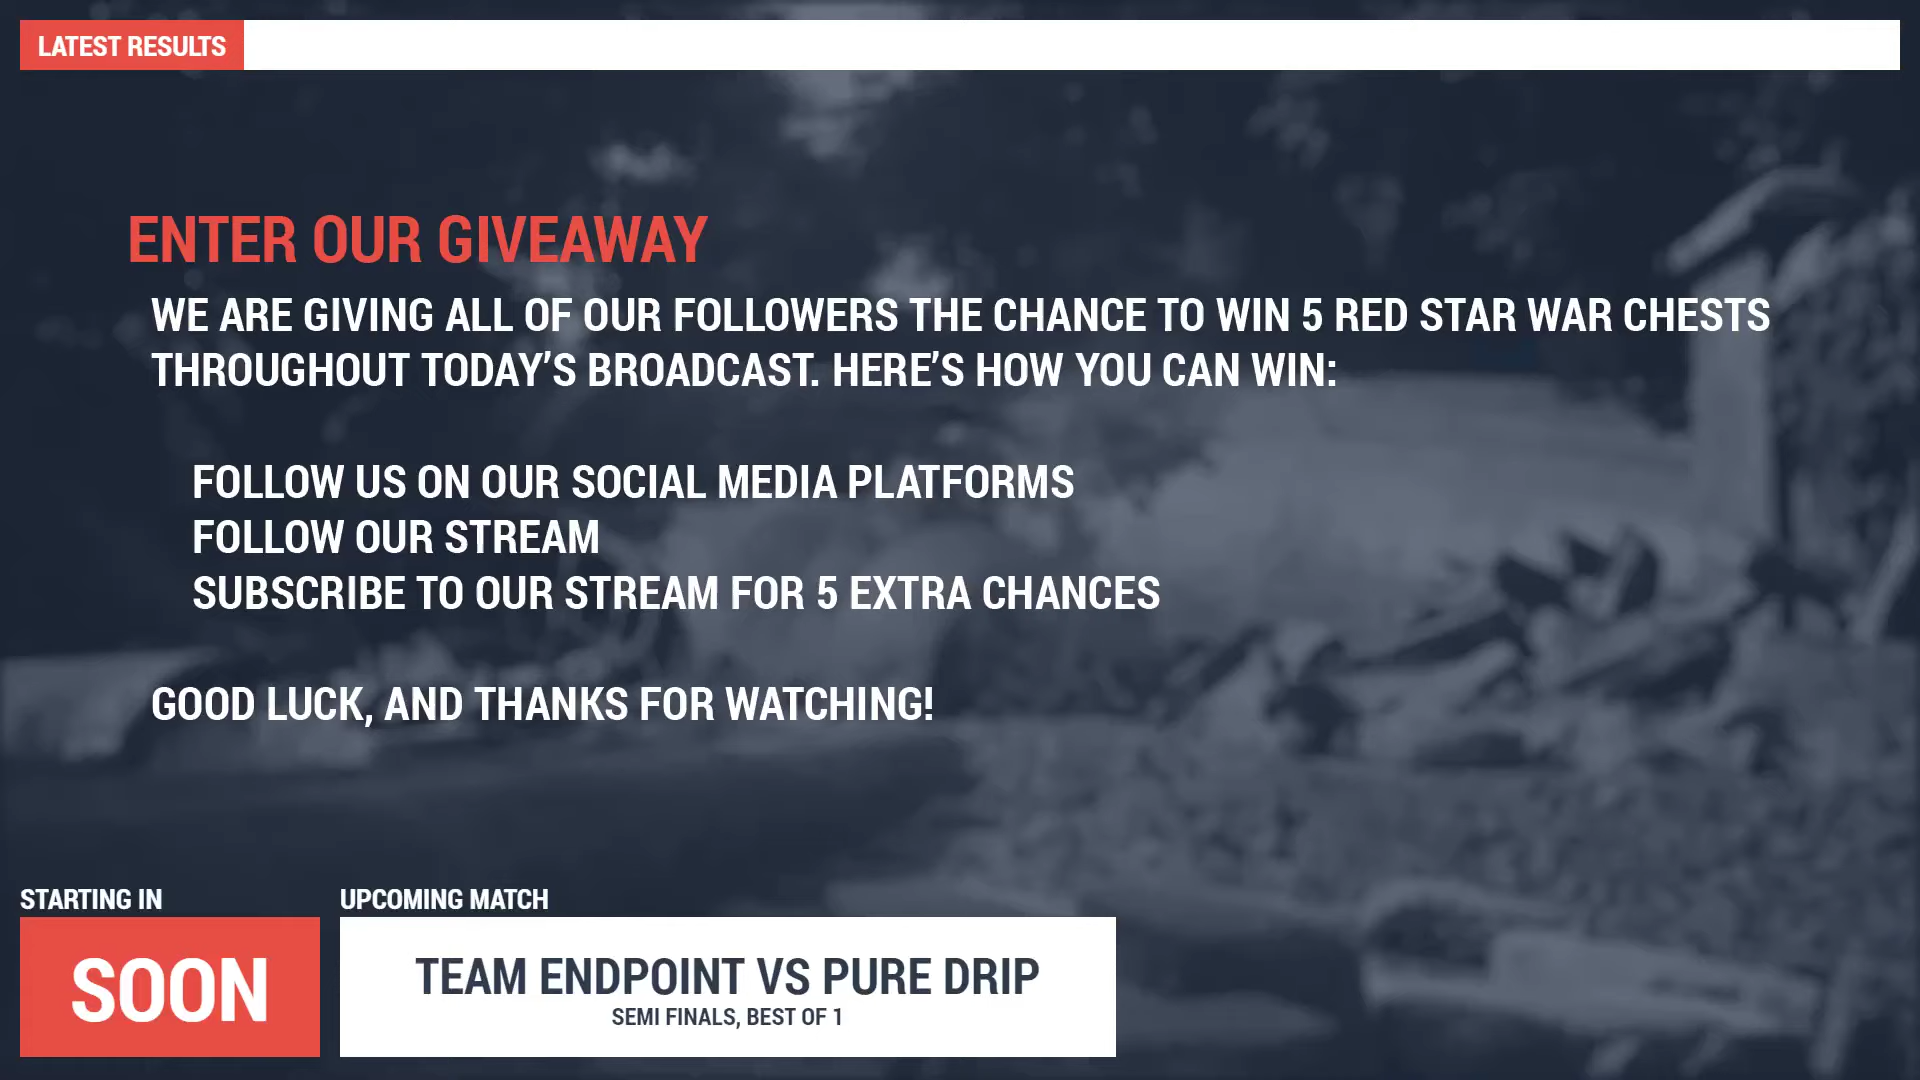 LATEST RESULTS
ENTER OUR GIVEAWAY
WE ARE GIVING ALL OF OUR FOLLOWERS THE CHANCE TO WIN 5 RED STAR WAR CHESTS
THROUGHOUT TODAY’S BROADCAST. HERE’S HOW YOU CAN WIN:
FOLLOW US ON OUR SOCIAL MEDIA PLATFORMS
FOLLOW OUR STREAM
SUBSCRIBE TO OUR STREAM FOR 5 EXTRA CHANCES
GOOD LUCK, AND THANKS FOR WATCHING!
STARTING IN
SOON
UPCOMING MATCH
TEAM ENDPOINT VS PURE DRIP
SEMI FINALS, BEST OF 1